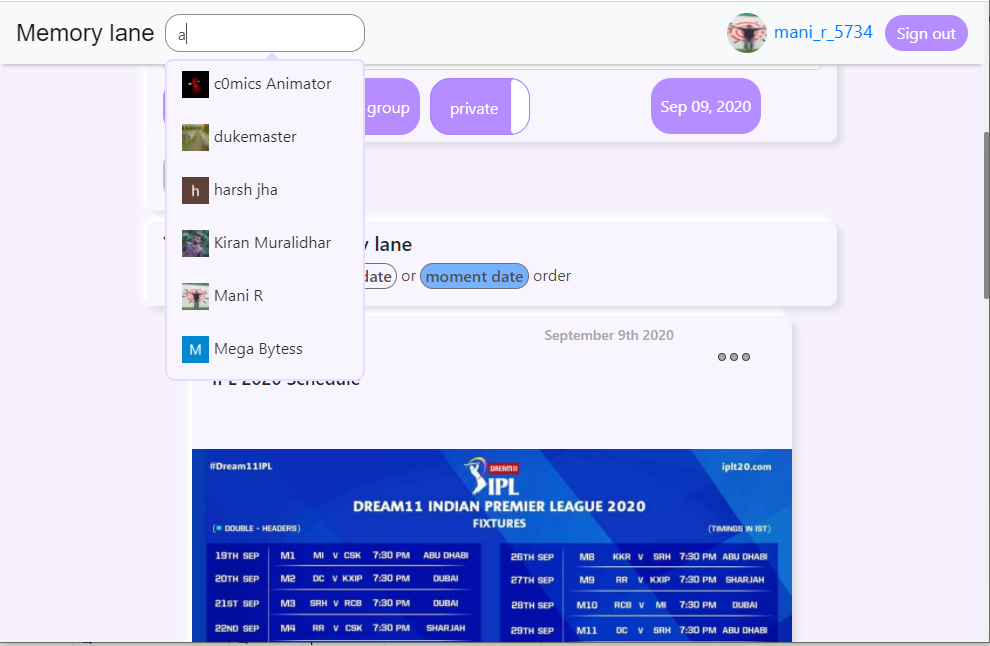 Memory lane
a
mani_r_5734
Sign out
c0mics Animator
dukemaster
h
harsh jha
Kiran Muralidhar
Mani R
M
Mega Bytess
group
private
Sep 09, 2020
lane
date or moment date order
September 9th 2020
IPL 2020 Schedule
#Dream11IPL
DREAM11
IPL
iplt20.com
DREAM11 INDIAN PREMIER LEAGUE 2020
FIXTURES
( DOUBLE - HEADERS)
(TIMINGS IN IST)
19TH SEP M1 MI V CSK 7:30 PM ABU DHABI
20TH SEP M2 DC V KXIP 7:30 PM DUBAI
21ST SEP M3 SRH V RCB 7:30 PM DUBAI
22ND SEP M4 RR V CSK 7:30 PM SHARJAH
26TH SEP M8 KKR V SRH 7:30 PM ABU DHABI
27TH SEP M9 RR V KXIP 7:30 PM SHARJAH
28TH SEP M10 RCB V MI 7:30 PM DUBAI
29TH SEP M11 DC V SRH 7:30 PM ABU DHABI